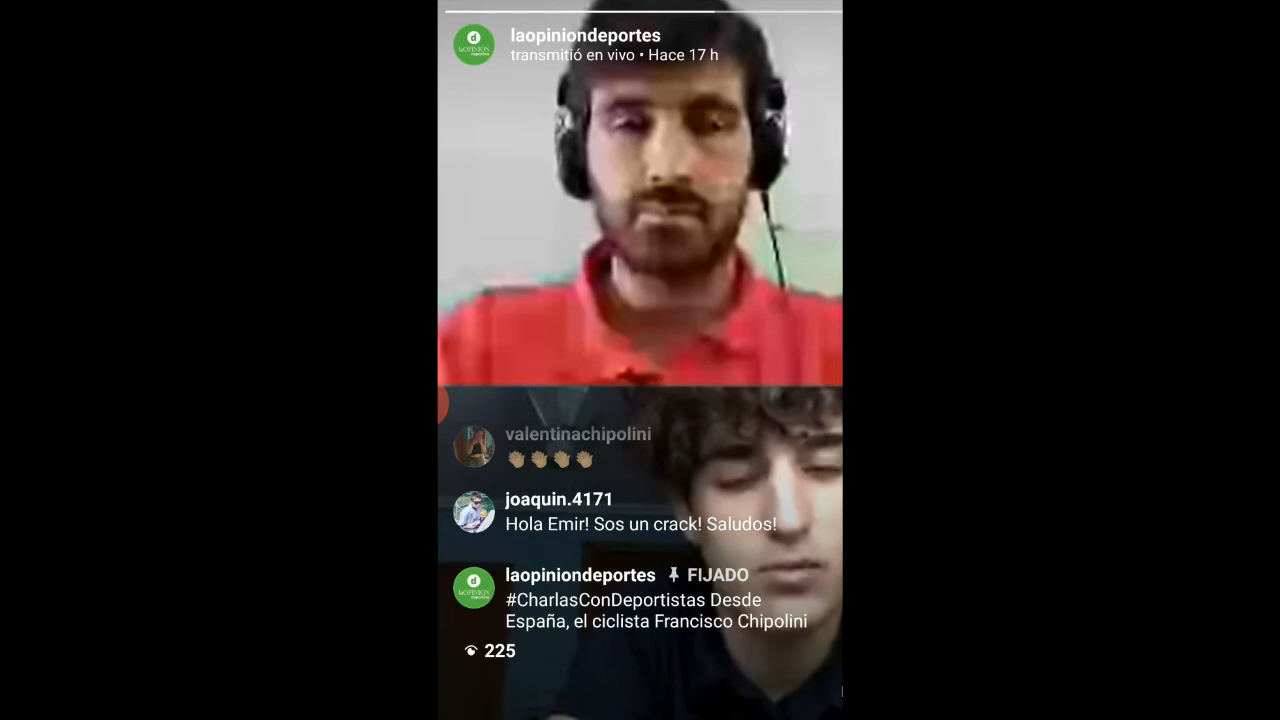 laopiniondeportes
transmitió en vivo • Hace 17 h
valentinachipolini
👏🏽👏🏽👏🏽👏🏽
joaquin.4171
Hola Emir! Sos un crack! Saludos!
laopiniondeportes FIJADO
#CharlasConDeportistas Desde
España, el ciclista Francisco Chipolini
225